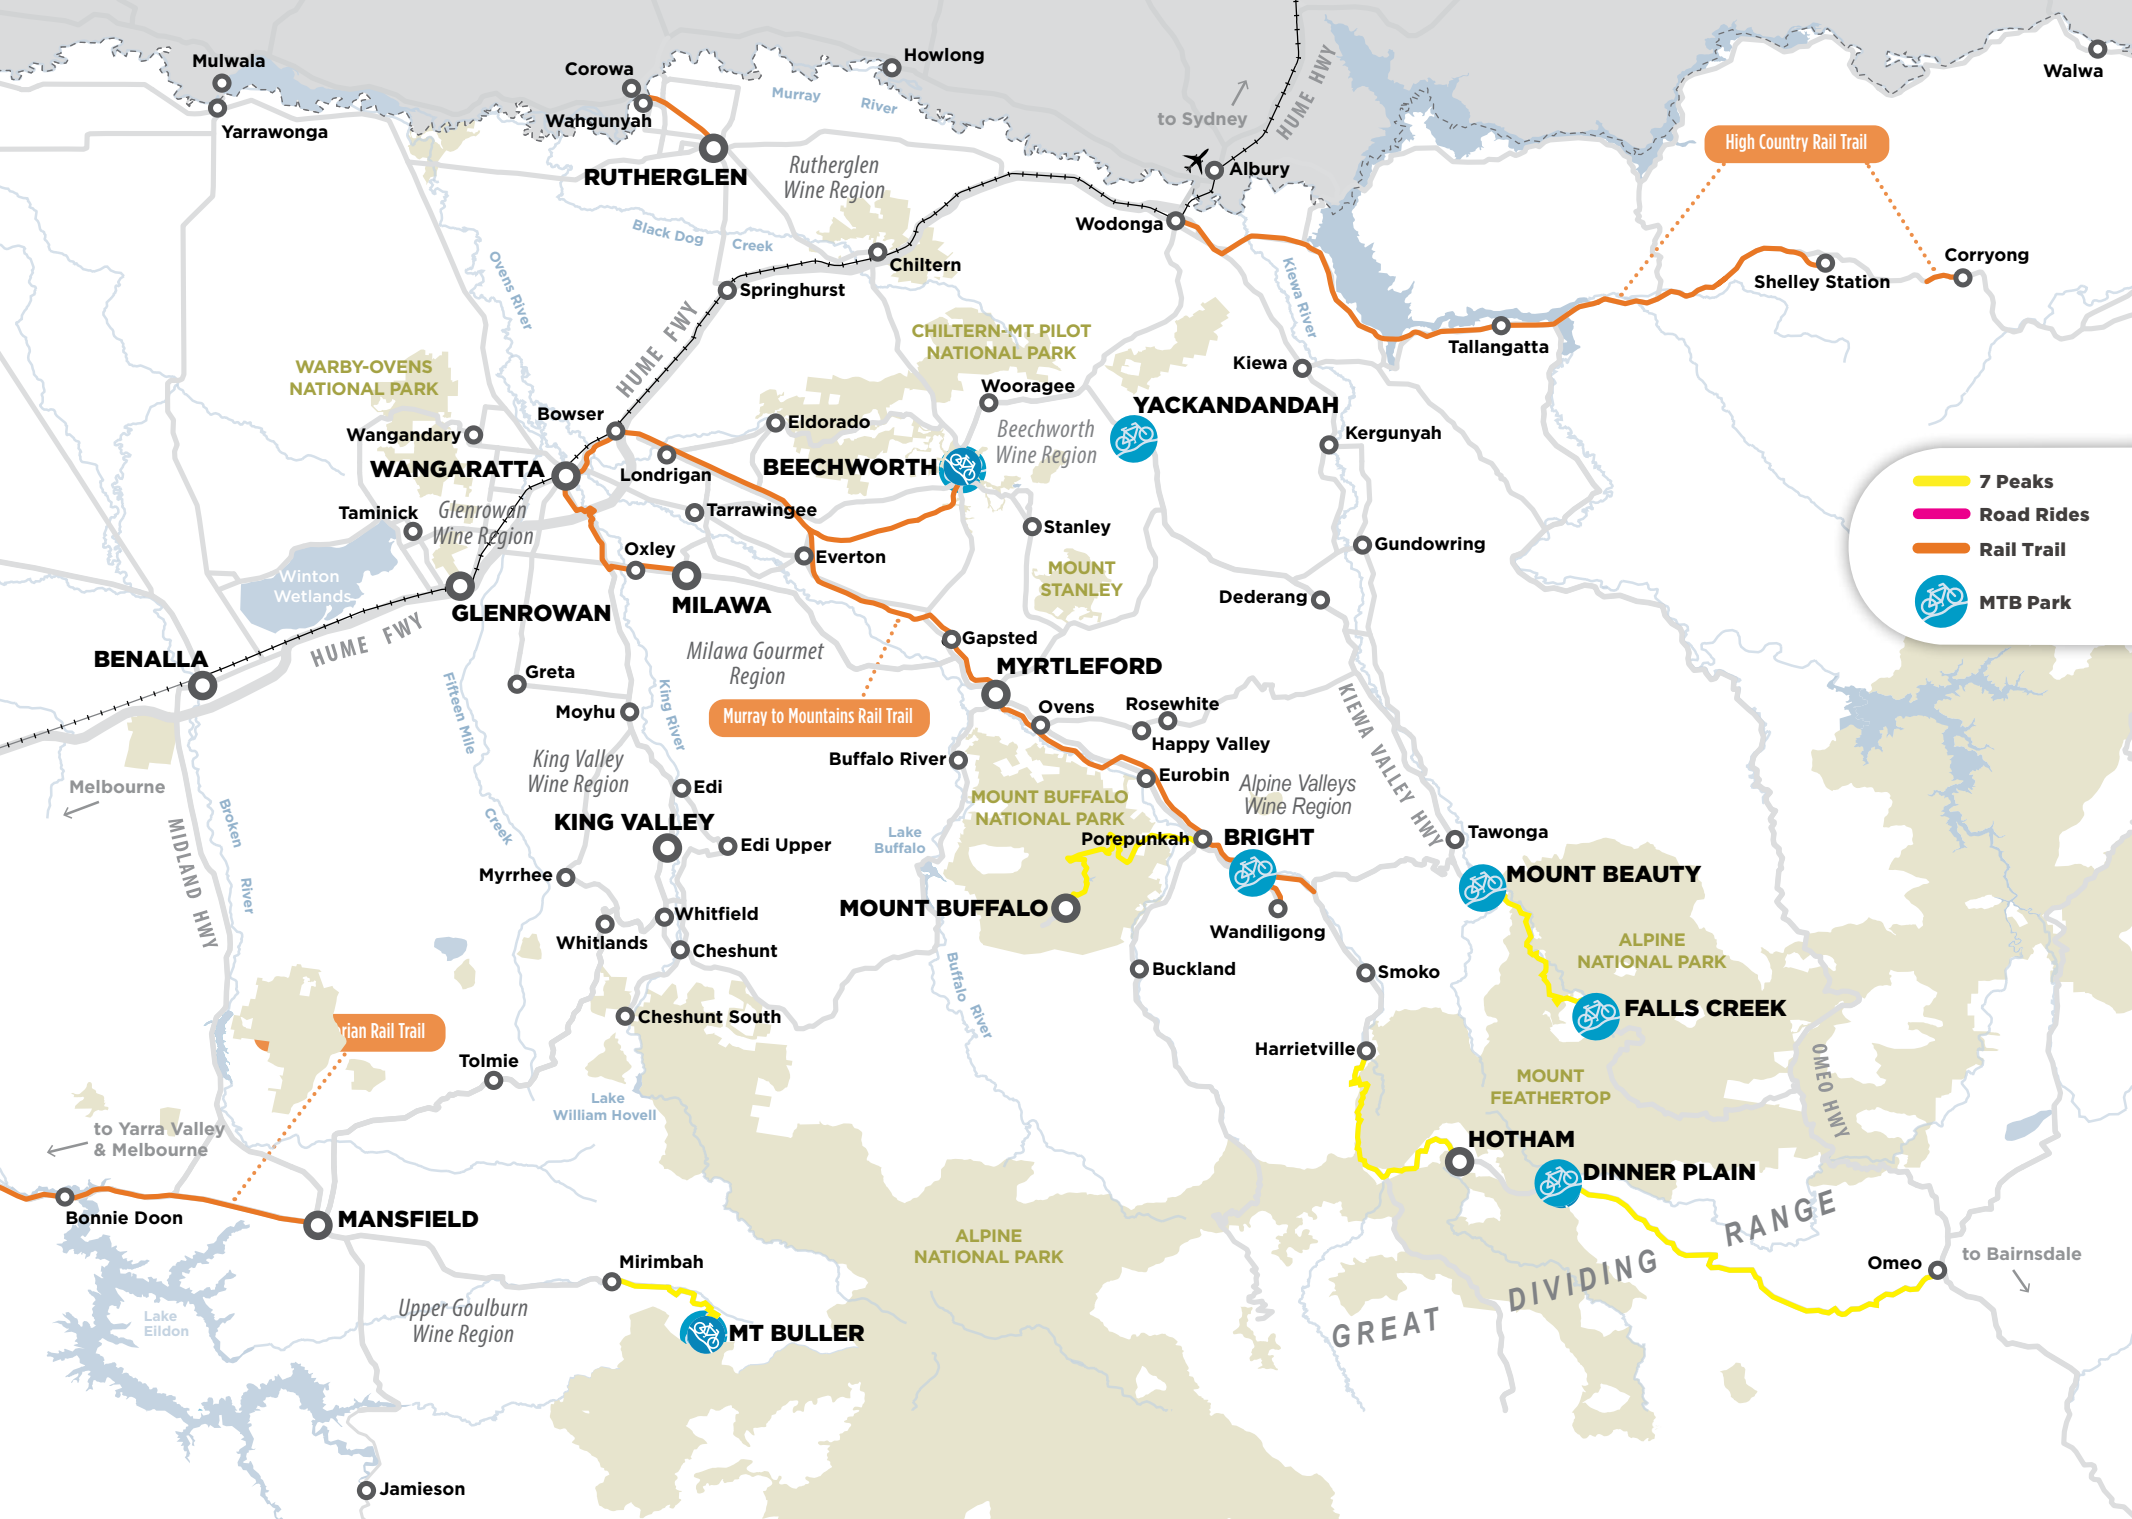 Mulwala
Yarrawonga
Corowa
Wahgunyah
RUTHERGLEN
Howlong
Murray River
Rutherglen
Wine Region
to Sydney
HUME HWY
Albury
Wodonga
Walwa
High Country Rail Trail
Corryong
Shelley Station
Tallangatta
Black Dog Creek
Chiltern
Springhurst
Ovens River
HUME FWY
Kiewa River
Kiewa
CHILTERN-MT PILOT
NATIONAL PARK
WARBY-OVENS
NATIONAL PARK
Wooragee
YACKANDANDAH
Bowser
Eldorado
Beechworth
Wine Region
Kergunyah
Wangandary
WANGARATTA
Londrigan
BEECHWORTH
7 Peaks
Road Rides
Rail Trail
MTB Park
Taminick
Glenrowan
Wine Region
Tarrawingee
Stanley
Gundowring
Oxley
Everton
Winton
Wetlands
MOUNT
STANLEY
GLENROWAN
MILAWA
Dederang
HUME FWY
BENALLA
Milawa Gourmet
Region
Gapsted
MYRTLEFORD
Greta
Fifteen Mile
Creek
King River
Moyhu
Murray to Mountains Rail Trail
Ovens
Rosewhite
Happy Valley
KIEWA VALLEY HWY
King Valley
Wine Region
Buffalo River
Eurobin
Alpine Valleys
Wine Region
Melbourne
Edi
MOUNT BUFFALO
NATIONAL PARK
MIDLAND HWY
Broken
River
KING VALLEY
Edi Upper
Lake
Buffalo
Porepunkah
BRIGHT
Tawonga
Myrrhee
MOUNT BEAUTY
MOUNT BUFFALO
Whitfield
Whitlands
Cheshunt
Wandiligong
ALPINE
NATIONAL PARK
Buckland
Smoko
Buffalo River
FALLS CREEK
Cheshunt South
rian Rail Trail
Harrietville
OMEO HWY
Tolmie
MOUNT
FEATHERTOP
Lake
William Hovell
to Yarra Valley
& Melbourne
HOTHAM
DINNER PLAIN
Bonnie Doon
MANSFIELD
ALPINE
NATIONAL PARK
GREAT DIVIDING RANGE
Omeo
to Bairnsdale
Mirimbah
Lake
Eildon
Upper Goulburn
Wine Region
MT BULLER
Jamieson